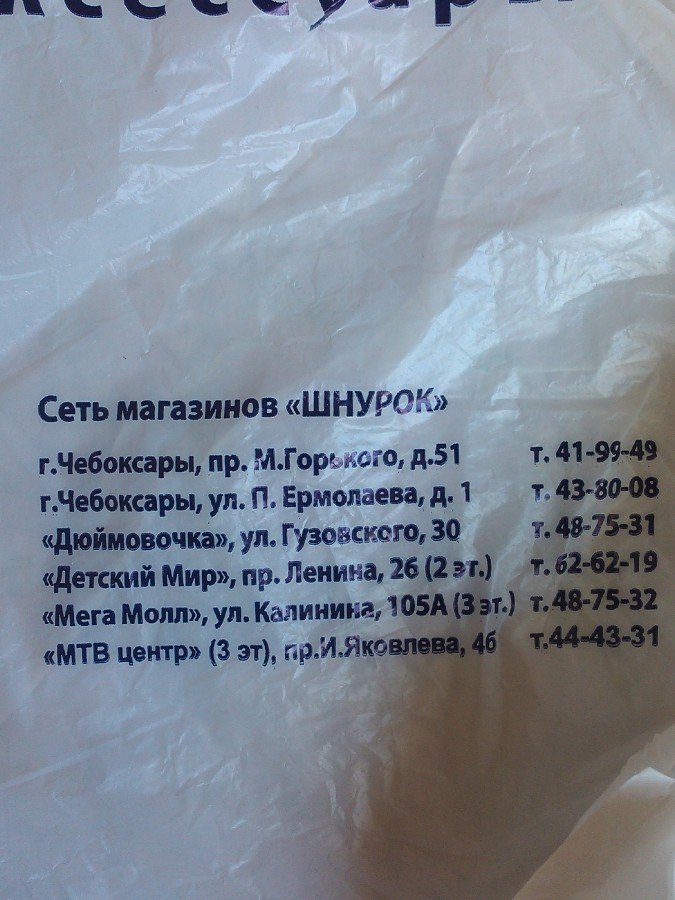 ксессуары
Сеть магазинов «ШНУРОК»
г.Чебоксары, пр. М.Горького, д.51 т. 41-99-49
г.Чебоксары, ул. П. Ермолаева, д. 1 т. 43-80-08
«Дюймовочка», ул. Гузовского, 30 т. 48-75-31
«Детский Мир», пр. Ленина, 26 (2 эт.) т. 62-62-19
«Мега Молл», ул. Калинина, 105А (3 эт.) т.48-75-32
«МТВ центр» (3 эт), пр.И.Яковлева, 4б т.44-43-31